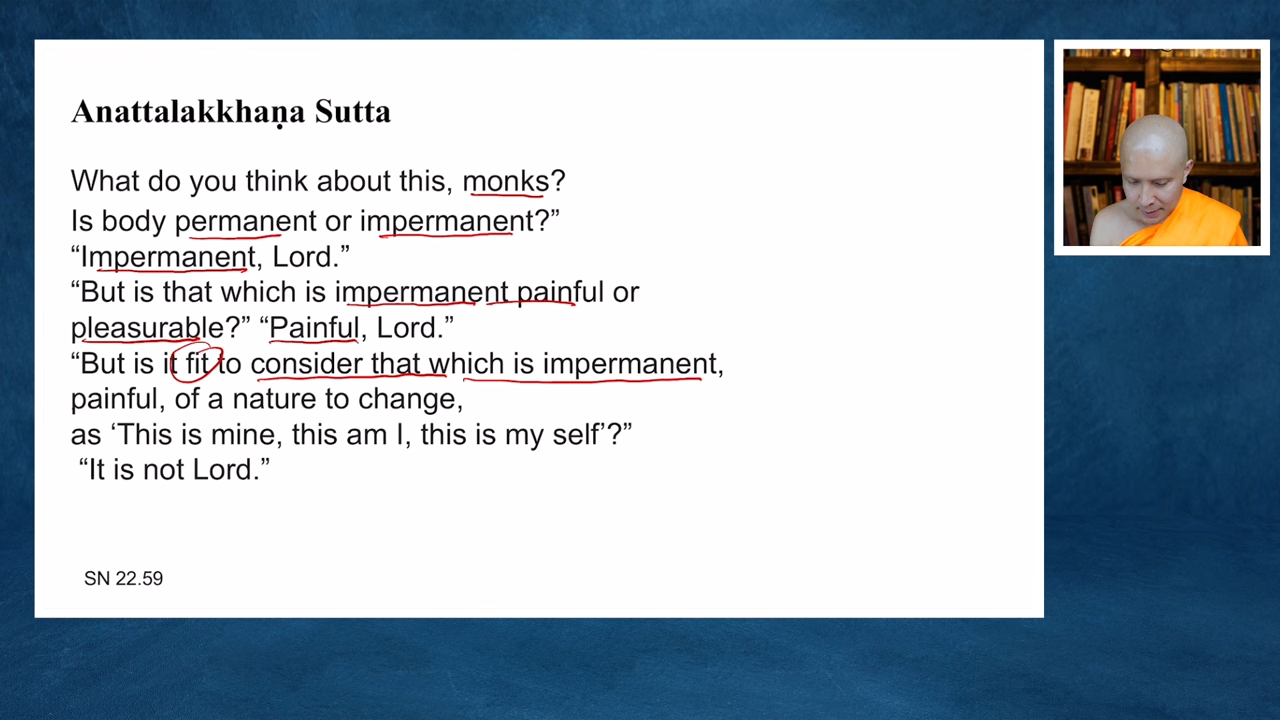 Anattalakkhaṇa Sutta
What do you think about this, monks?
Is body permanent or impermanent?”
“Impermanent, Lord.”
“But is that which is impermanent painful or
pleasurable?” “Painful, Lord.”
“But is it fit to consider that which is impermanent,
painful, of a nature to change,
as ‘This is mine, this am I, this is my self’?”
“It is not Lord.”
SN 22.59